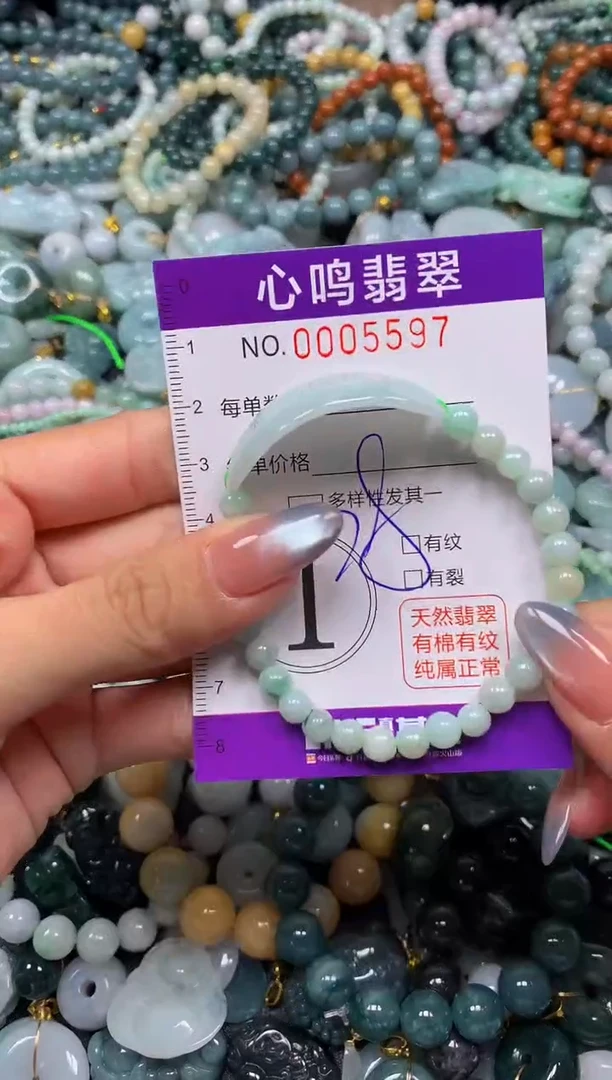 心鸣翡翠
NO. 0005597
0
1
2 每单
3 单价格
多样性发其一
4
有纹
有裂
1
天然翡翠
有棉有纹
纯属正常
7
8